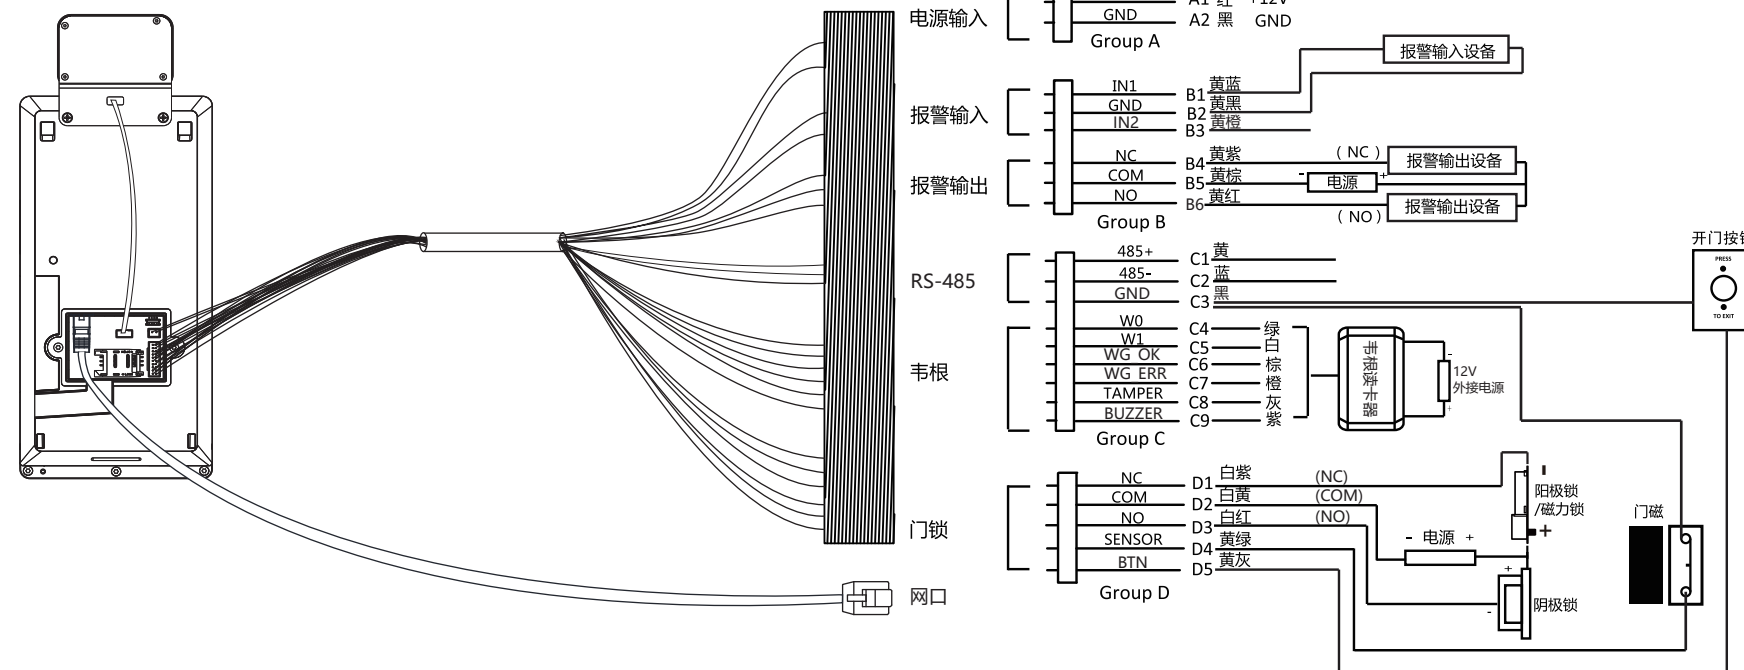 电源输入
A1 红 +12V
GND
A2 黑 GND
Group A
报警输入
IN1
B1 黄蓝
GND
B2 黄黑
IN2
B3 黄橙
报警输入设备
报警输出
NC
B4 黄紫
(NC)
报警输出设备
COM
B5 黄棕
- 电源 +
NO
B6 黄红
(NO)
报警输出设备
Group B
RS-485
485+
C1 黄
485-
C2 蓝
GND
C3 黑
开门按钮
PRESS
TO EXIT
韦根
W0
C4 绿
W1
C5 白
WG OK
C6 棕
WG ERR
C7 橙
TAMPER
C8 灰
BUZZER
C9 紫
Group C
韦根读卡器
-
12V
外接电源
+
门锁
NC
D1 白紫
(NC)
COM
D2 白黄
(COM)
NO
D3 白红
(NO)
SENSOR
D4 黄绿
BTN
D5 黄灰
Group D
- 电源 +
-
阳极锁
/磁力锁
+
门磁
+
-
阴极锁
网口